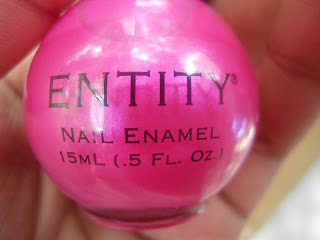 ENTITY®
NAIL ENAMEL
15ML (.5 FL. OZ.)